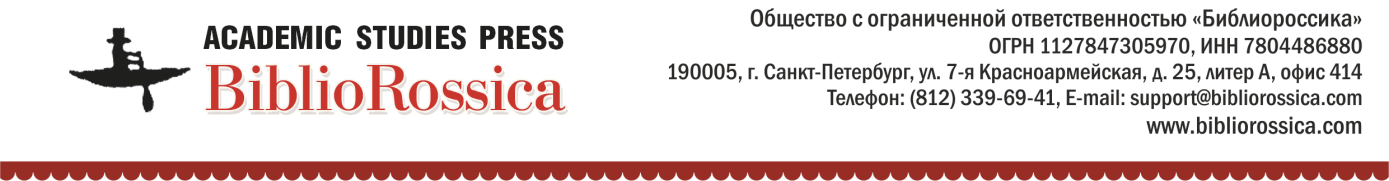 ACADEMIC STUDIES PRESS
BiblioRossica
Общество с ограниченной ответственностью «Библиороссика»
ОГРН 1127847305970, ИНН 7804486880
190005, г. Санкт-Петербург, ул. 7-я Красноармейская, д. 25, литер А, офис 414
Телефон: (812) 339-69-41, E-mail: support@bibliorossica.com
www.bibliorossica.com